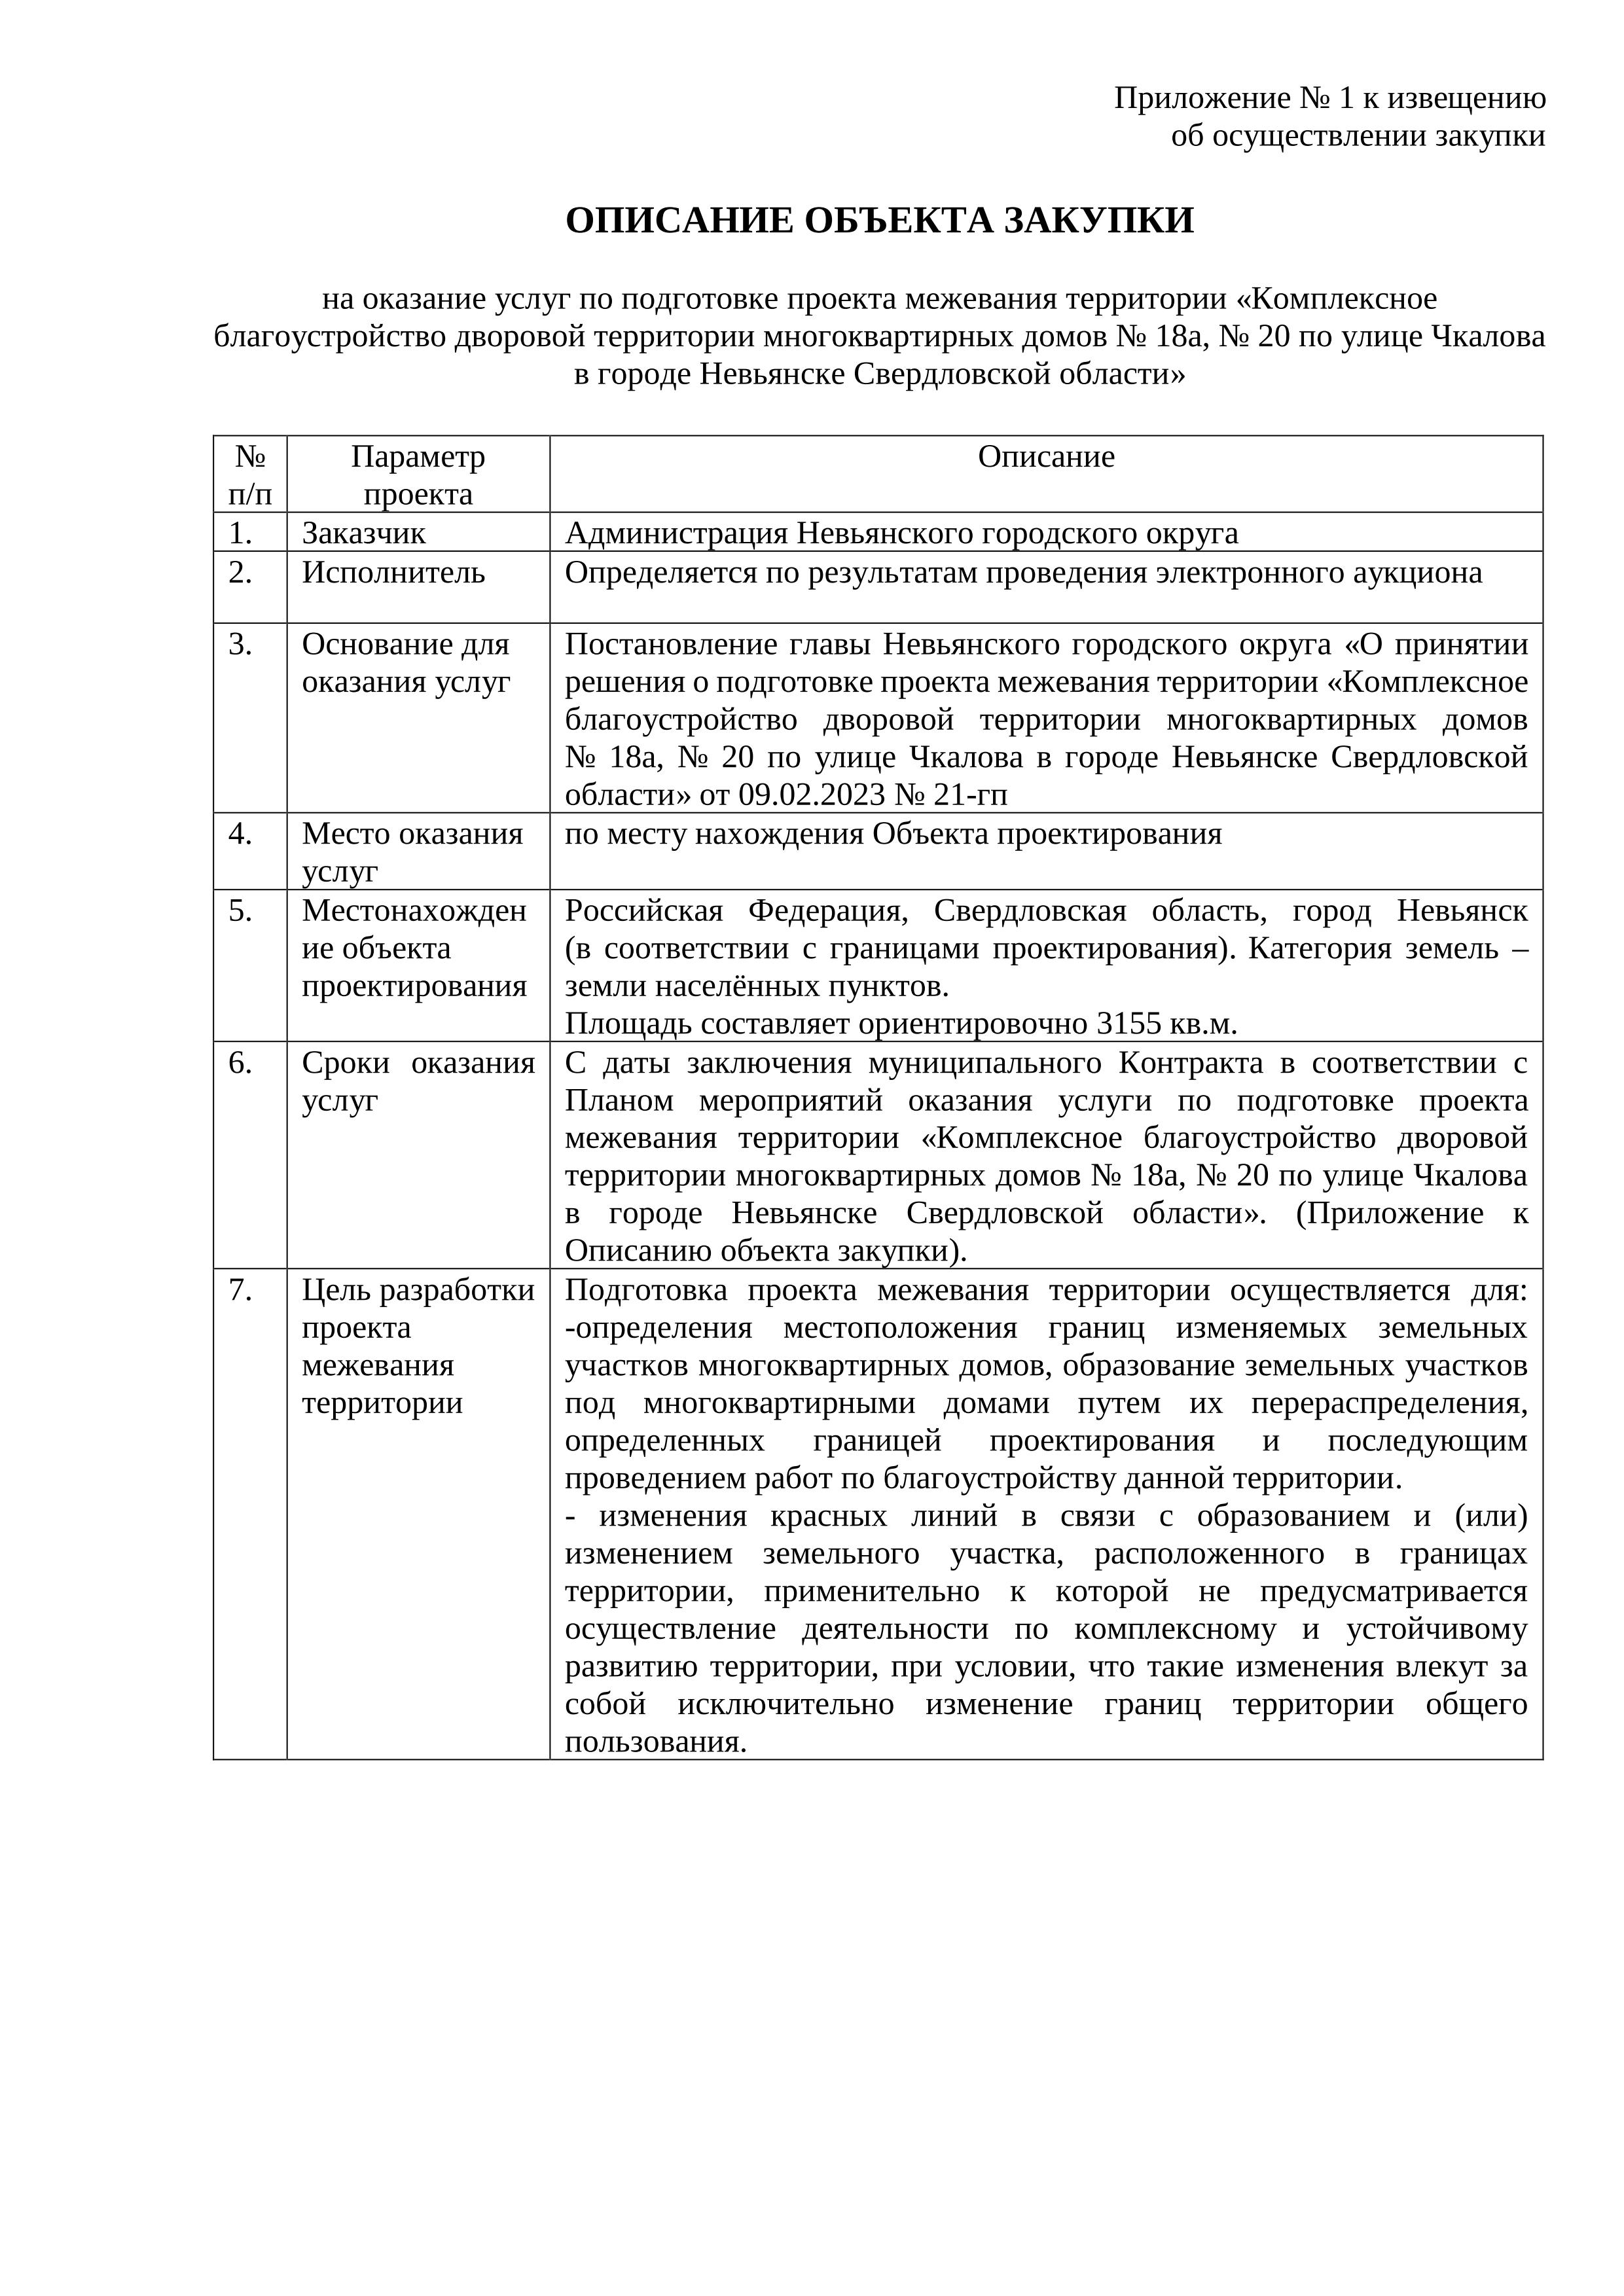 Приложение № 1 к извещению
об осуществлении закупки
ОПИСАНИЕ ОБЪЕКТА ЗАКУПКИ
на оказание услуг по подготовке проекта межевания территории «Комплексное
благоустройство дворовой территории многоквартирных домов № 18а, № 20 по улице Чкалова
в городе Невьянске Свердловской области»
№
п/п
Параметр
проекта
Описание
1.
Заказчик
Администрация Невьянского городского округа
2.
Исполнитель
Определяется по результатам проведения электронного аукциона
3.
Основание для
оказания услуг
Постановление главы Невьянского городского округа «О принятии
решения о подготовке проекта межевания территории «Комплексное
благоустройство дворовой территории многоквартирных домов
№ 18а, № 20 по улице Чкалова в городе Невьянске Свердловской
области» от 09.02.2023 № 21-гп
4.
Место оказания
услуг
по месту нахождения Объекта проектирования
5.
Местонахожден
ие объекта
проектирования
Российская Федерация, Свердловская область, город Невьянск
(в соответствии с границами проектирования). Категория земель –
земли населённых пунктов.
Площадь составляет ориентировочно 3155 кв.м.
6.
Сроки оказания
услуг
С даты заключения муниципального Контракта в соответствии с
Планом мероприятий оказания услуги по подготовке проекта
межевания территории «Комплексное благоустройство дворовой
территории многоквартирных домов № 18а, № 20 по улице Чкалова
в городе Невьянске Свердловской области». (Приложение к
Описанию объекта закупки).
7.
Цель разработки
проекта
межевания
территории
Подготовка проекта межевания территории осуществляется для:
-определения местоположения границ изменяемых земельных
участков многоквартирных домов, образование земельных участков
под многоквартирными домами путем их перераспределения,
определенных границей проектирования и последующим
проведением работ по благоустройству данной территории.
- изменения красных линий в связи с образованием и (или)
изменением земельного участка, расположенного в границах
территории, применительно к которой не предусматривается
осуществление деятельности по комплексному и устойчивому
развитию территории, при условии, что такие изменения влекут за
собой исключительно изменение границ территории общего
пользования.